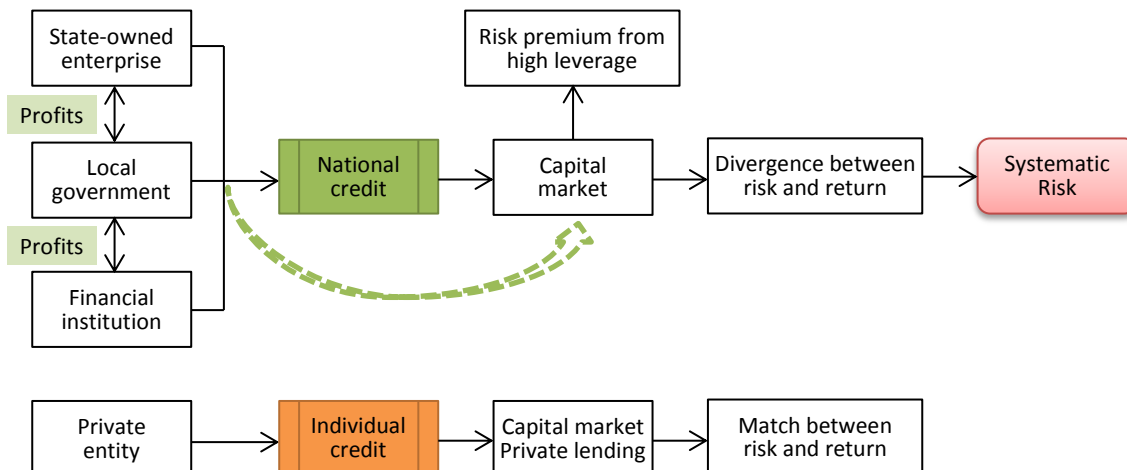 State-owned
enterprise
Profits
Local
government
Profits
Financial
institution
National
credit
Risk premium from
high leverage
Capital
market
Divergence between
risk and return
Systematic
Risk
Private
entity
Individual
credit
Capital market
Private lending
Match between
risk and return